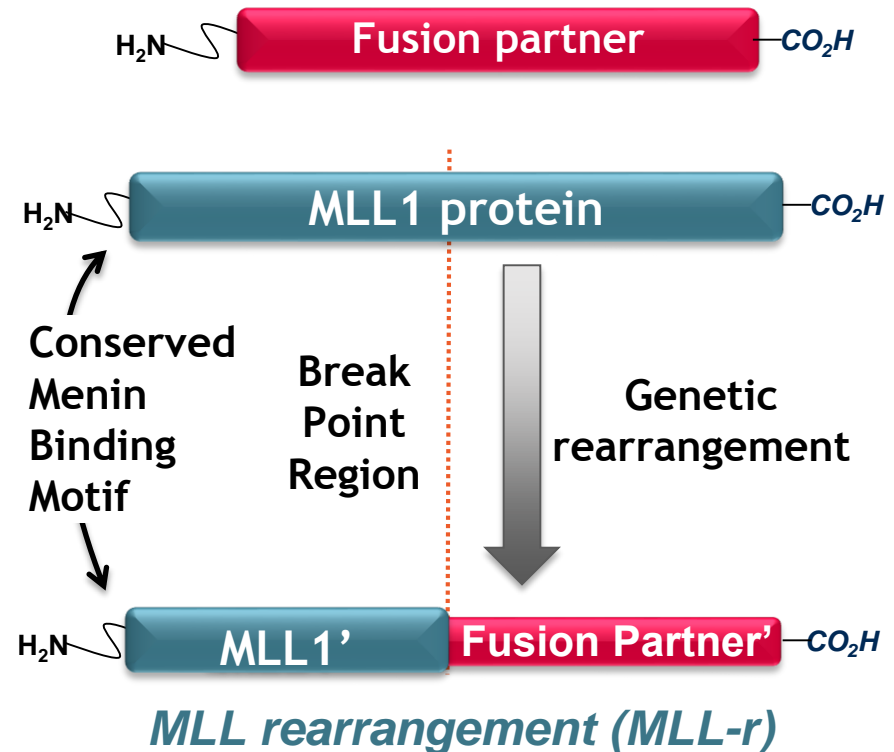 H₂N Fusion partner CO₂H
H₂N MLL1 protein CO₂H
Conserved
Menin
Binding
Motif
Break
Point
Region
Genetic
rearrangement
H₂N MLL1’ Fusion Partner’ CO₂H
MLL rearrangement (MLL-r)